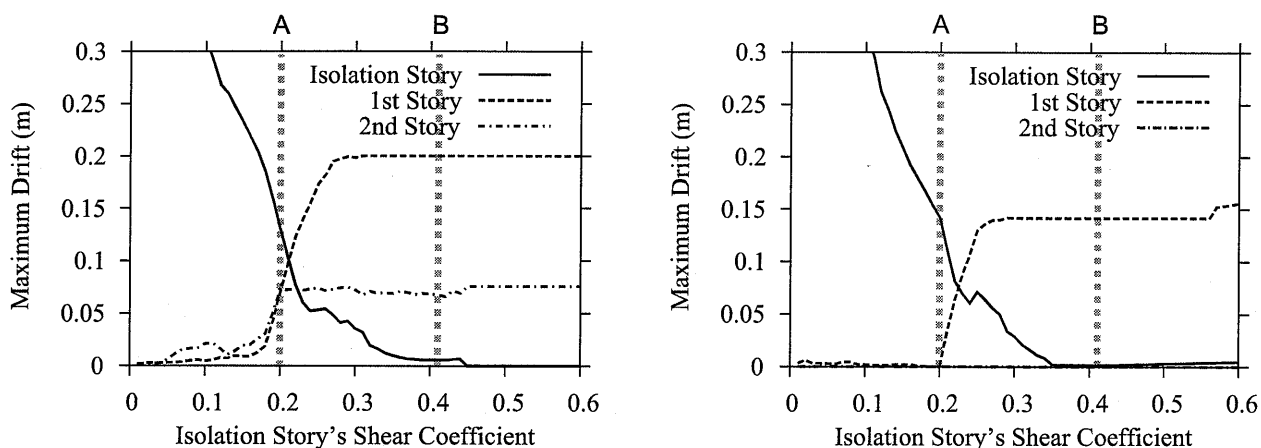 A
B
0.3
0.25
0.2
0.15
0.1
0.05
0
Maximum Drift (m)
Isolation Story
1st Story
2nd Story
0 0.1 0.2 0.3 0.4 0.5 0.6
Isolation Story's Shear Coefficient
A
B
0.3
0.25
0.2
0.15
0.1
0.05
0
Maximum Drift (m)
Isolation Story
1st Story
2nd Story
0 0.1 0.2 0.3 0.4 0.5 0.6
Isolation Story's Shear Coefficient